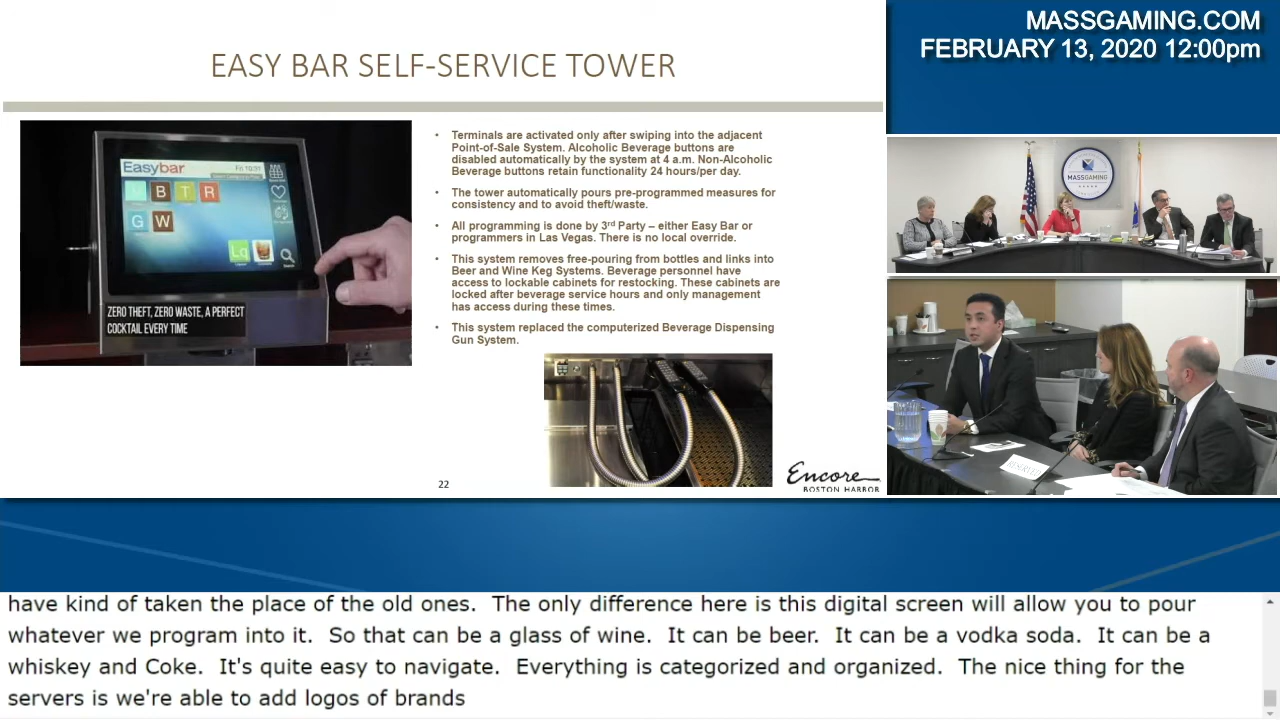 EASY BAR SELF-SERVICE TOWER
MASSGAMING.COM
FEBRUARY 13, 2020 12:00pm
Easybar
Fri 10/31
B T R
G W
Lq
ZERO THEFT, ZERO WASTE, A PERFECT
COCKTAIL EVERY TIME
• Terminals are activated only after swiping into the adjacent
Point-of-Sale System. Alcoholic Beverage buttons are
disabled automatically by the system at 4 a.m. Non-Alcoholic
Beverage buttons retain functionality 24 hours/per day.
• The tower automatically pours pre-programmed measures for
consistency and to avoid theft/waste.
• All programming is done by 3rd Party – either Easy Bar or
programmers in Las Vegas. There is no local override.
• This system removes free-pouring from bottles and links into
Beer and Wine Keg Systems. Beverage personnel have
access to lockable cabinets for restocking. These cabinets are
locked after beverage service hours and only management
has access during these times.
• This system replaced the computerized Beverage Dispensing
Gun System.
22
Encore
BOSTON HARBOR
MASSGAMING
RESERVED
have kind of taken the place of the old ones. The only difference here is this digital screen will allow you to pour
whatever we program into it. So that can be a glass of wine. It can be beer. It can be a vodka soda. It can be a
whiskey and Coke. It's quite easy to navigate. Everything is categorized and organized. The nice thing for the
servers is we're able to add logos of brands